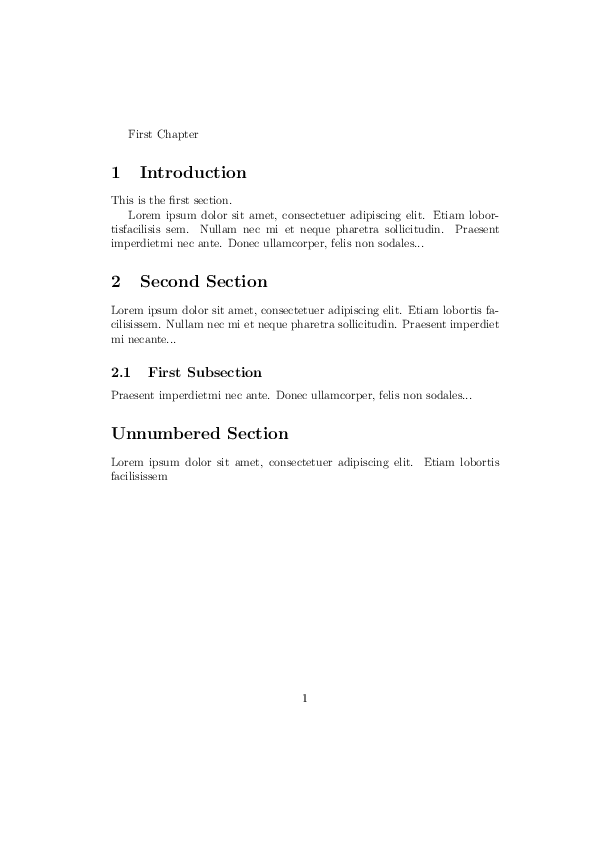 First Chapter
1 Introduction
This is the first section.
Lorem ipsum dolor sit amet, consectetuer adipiscing elit. Etiam lobor-
tisfacilisis sem. Nullam nec mi et neque pharetra sollicitudin. Praesent
imperdietmi nec ante. Donec ullamcorper, felis non sodales...
2 Second Section
Lorem ipsum dolor sit amet, consectetuer adipiscing elit. Etiam lobortis fa-
cilisissem. Nullam nec mi et neque pharetra sollicitudin. Praesent imperdiet
mi necante...
2.1 First Subsection
Praesent imperdietmi nec ante. Donec ullamcorper, felis non sodales...
Unnumbered Section
Lorem ipsum dolor sit amet, consectetuer adipiscing elit. Etiam lobortis
facilisissem
1